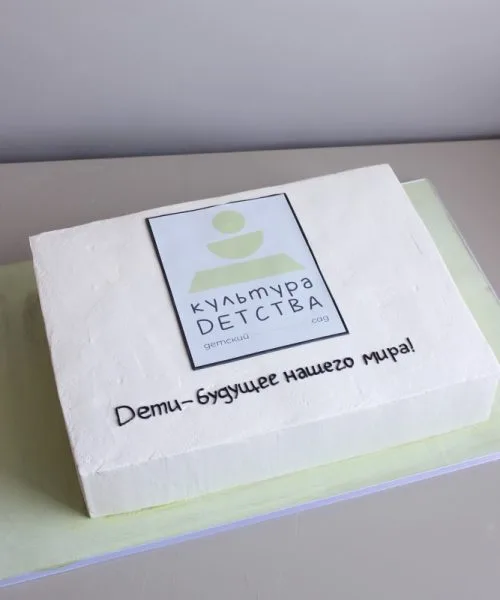 культура
DETCTBA
детский сад
Dети-будущее нашего мира!